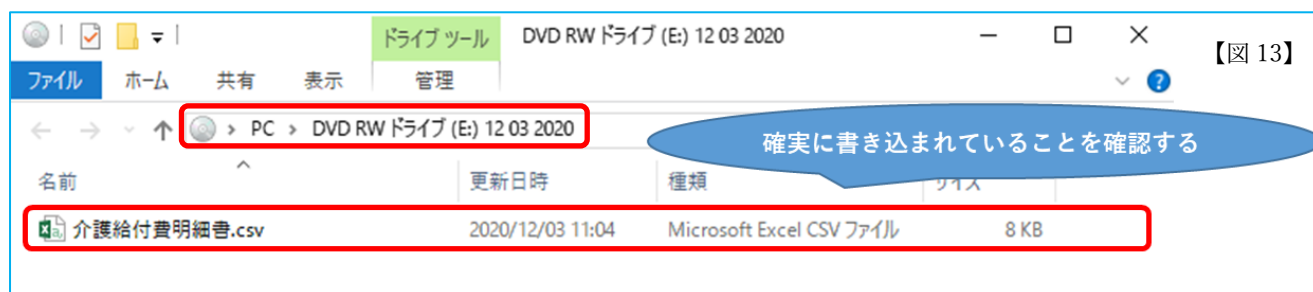 ドライブ ツール DVD RW ドライブ (E:) 12 03 2020
【図 13】
ファイル ホーム 共有 表示 管理
PC › DVD RW ドライブ (E:) 12 03 2020
確実に書き込まれていることを確認する
名前 更新日時 種類 サイズ
介護給付費明細書.csv 2020/12/03 11:04 Microsoft Excel CSV ファイル 8 KB